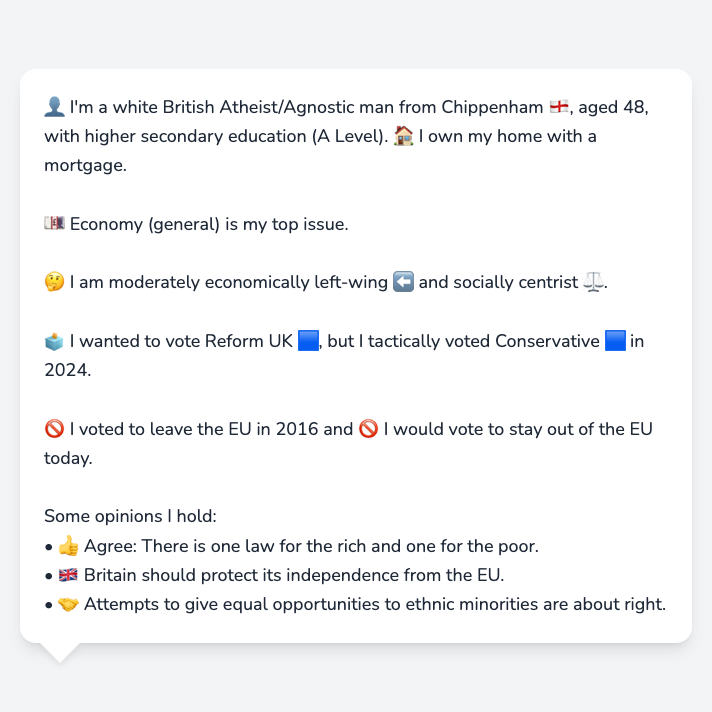 👤 I'm a white British Atheist/Agnostic man from Chippenham 🏴󠁧󠁢󠁥󠁮󠁧󠁿, aged 48,
with higher secondary education (A Level). 🏠 I own my home with a
mortgage.
💷 Economy (general) is my top issue.
🤔 I am moderately economically left-wing ⬅️ and socially centrist ⚖️.
🗳️ I wanted to vote Reform UK 🟦, but I tactically voted Conservative 🟦 in
2024.
🚫 I voted to leave the EU in 2016 and 🚫 I would vote to stay out of the EU
today.
Some opinions I hold:
• 👍 Agree: There is one law for the rich and one for the poor.
• 🇬🇧 Britain should protect its independence from the EU.
• 🤝 Attempts to give equal opportunities to ethnic minorities are about right.